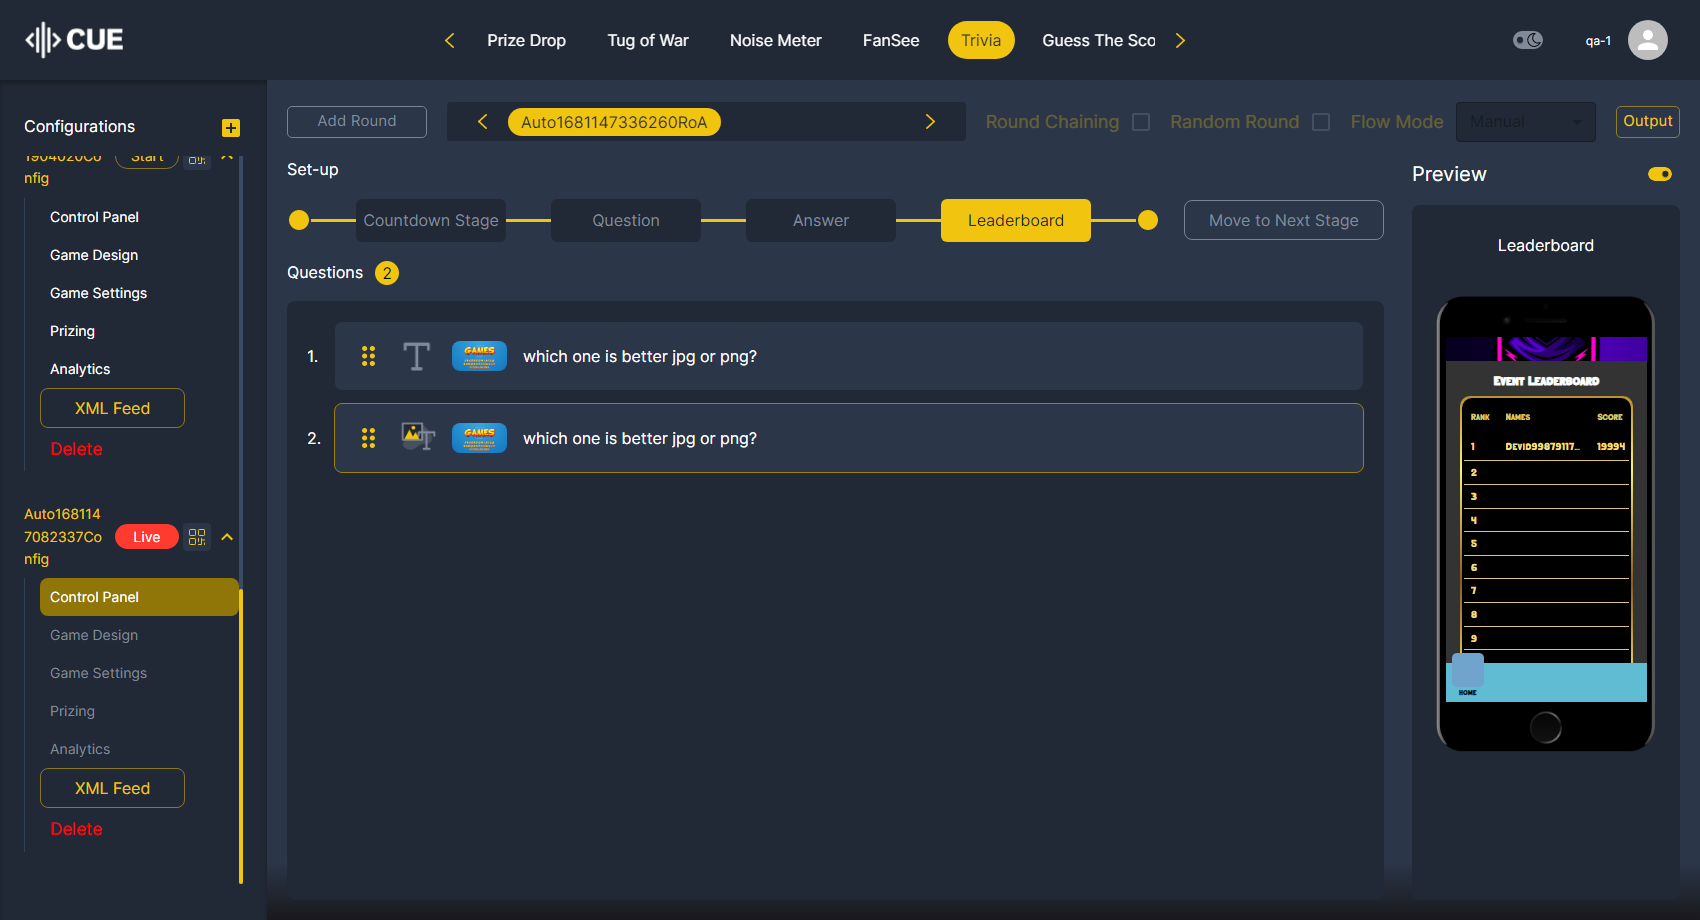 CUE
Prize Drop
Tug of War
Noise Meter
FanSee
Trivia
Guess The Sco
qa-1
Configurations
nfig
Control Panel
Game Design
Game Settings
Prizing
Analytics
XML Feed
Delete
Auto168114
7082337Co
nfig
Live
Control Panel
Game Design
Game Settings
Prizing
Analytics
XML Feed
Delete
Add Round
Auto1681147336260RoA
Round Chaining
Random Round
Flow Mode
Manual
Output
Set-up
Countdown Stage
Question
Answer
Leaderboard
Move to Next Stage
Questions
2
1.
GAMES
which one is better jpg or png?
2.
GAMES
which one is better jpg or png?
Preview
Leaderboard
Event Leaderboard
Rank Names Score
1 Devid99879117... 19994
2
3
4
5
6
7
8
9
HOME